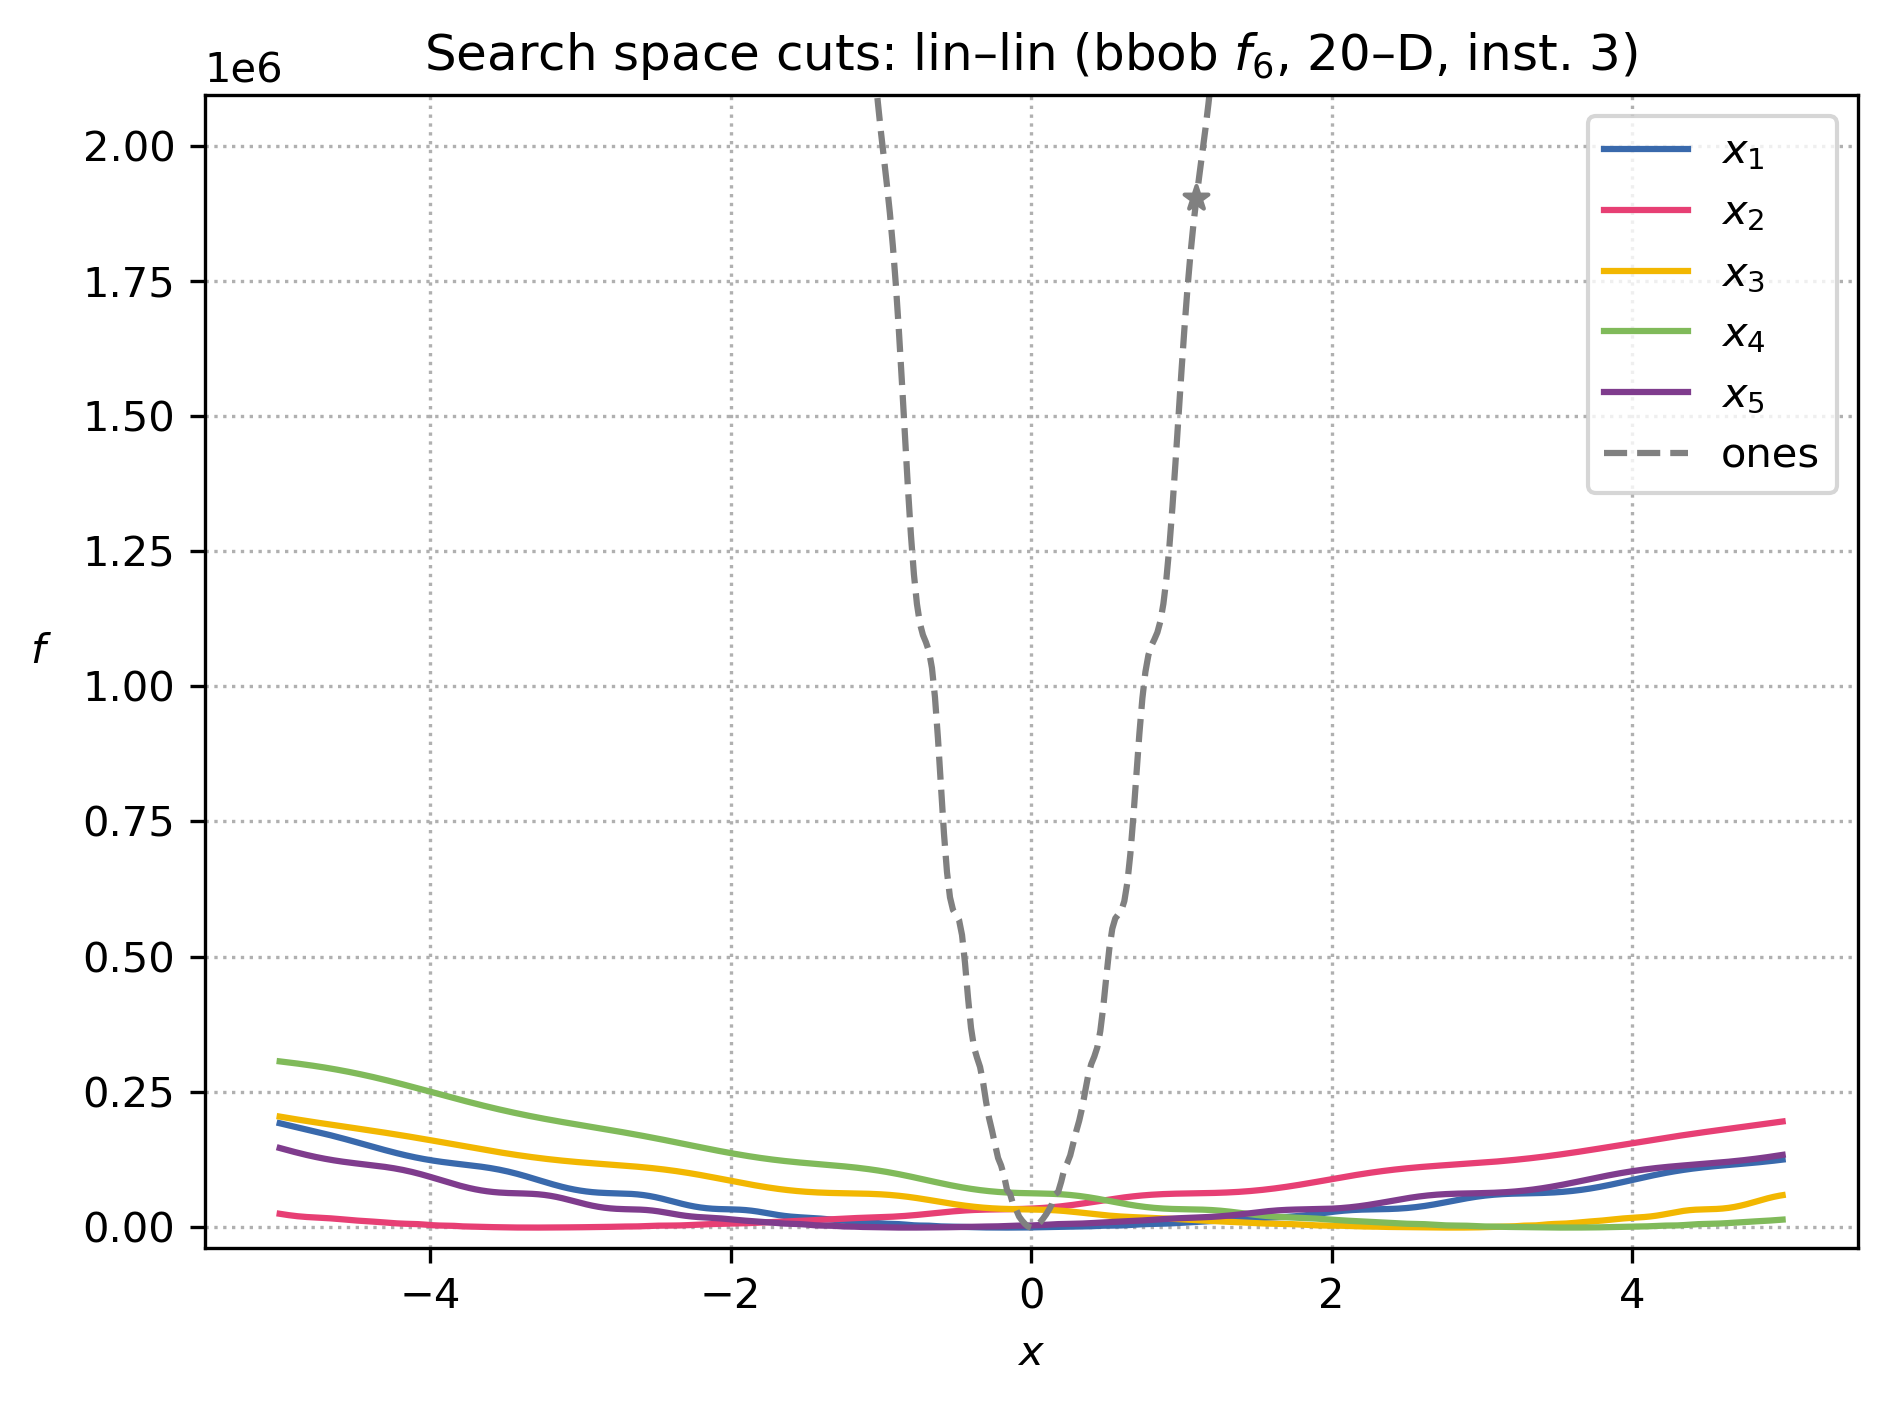 Search space cuts: lin–lin (bbob f₆, 20–D, inst. 3)
1e6
2.00
1.75
1.50
1.25
1.00
0.75
0.50
0.25
0.00
f
−4
−2
0
2
4
x
x₁
x₂
x₃
x₄
x₅
ones